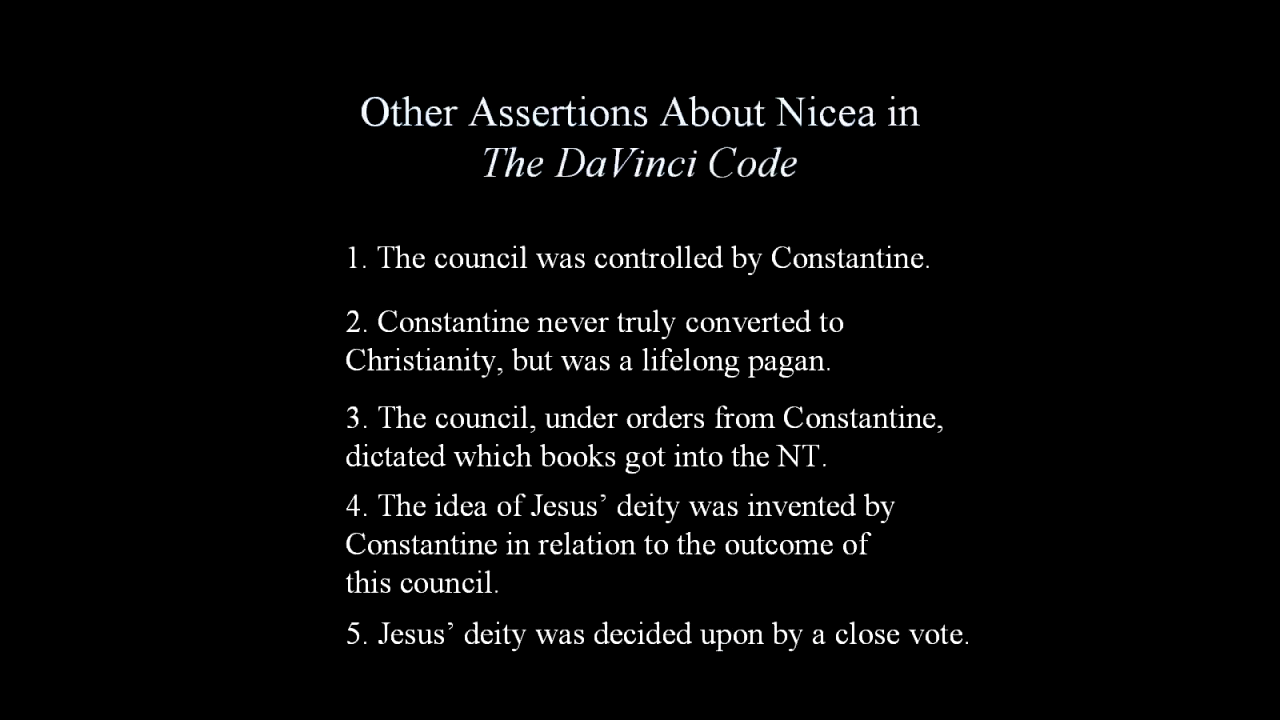 Other Assertions About Nicea in
The DaVinci Code
1. The council was controlled by Constantine.
2. Constantine never truly converted to
Christianity, but was a lifelong pagan.
3. The council, under orders from Constantine,
dictated which books got into the NT.
4. The idea of Jesus’ deity was invented by
Constantine in relation to the outcome of
this council.
5. Jesus’ deity was decided upon by a close vote.